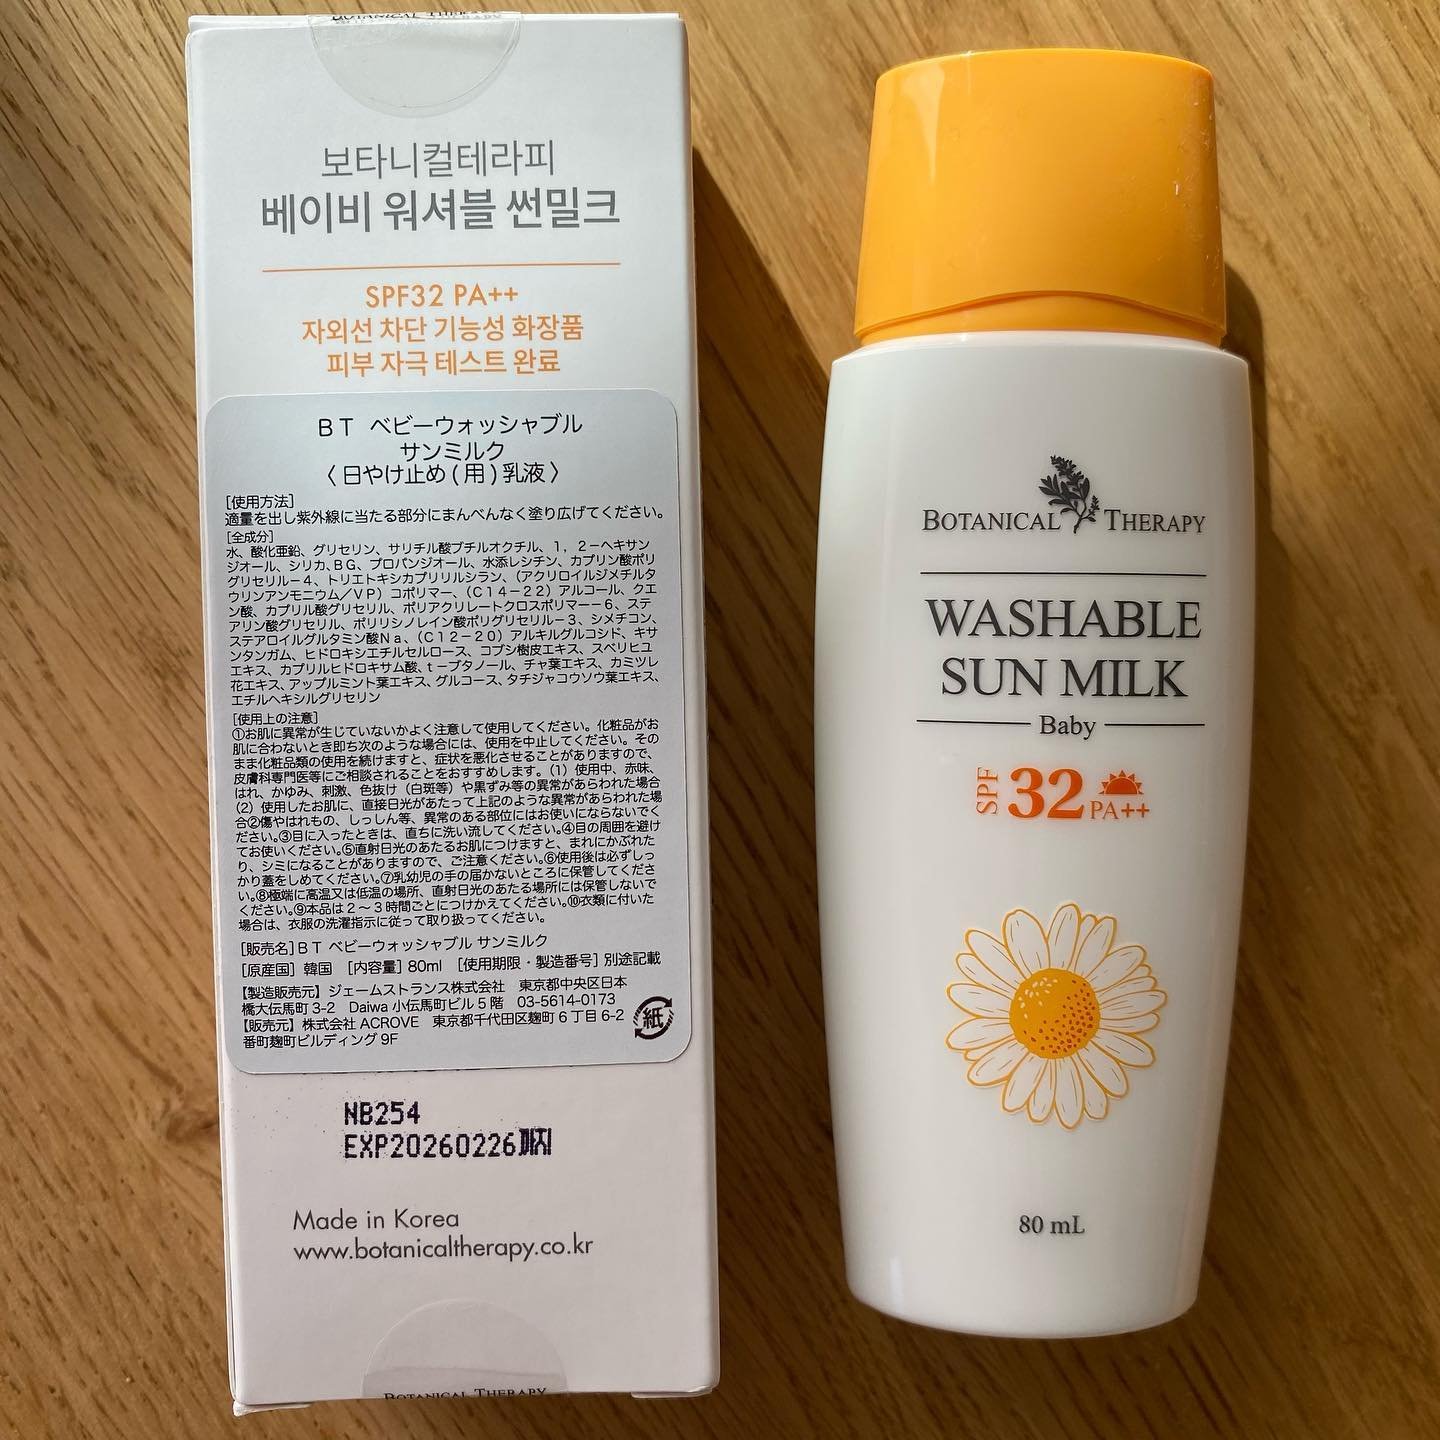 보타니컬테라피
베이비 워셔블 썬밀크
SPF32 PA++
자외선 차단 기능성 화장품
피부 자극 테스트 완료
ＢＴ ベビーウォッシャブル
サンミルク
〈日やけ止め(用)乳液〉
[使用方法]
適量を出し紫外線に当たる部分にまんべんなく塗り広げてください。
[全成分]
水、酸化亜鉛、グリセリン、サリチル酸ブチルオクチル、１，２－ヘキサン
ジオール、シリカ、ＢＧ、プロパンジオール、水添レシチン、カプリン酸ポリ
グリセリル－４、トリエトキシカプリリルシラン、（アクリロイルジメチルタ
ウリンアンモニウム／ＶＰ）コポリマー、（Ｃ１４－２２）アルコール、クエ
ン酸、カプリル酸グリセリル、ポリアクリレートクロスポリマー－６、ステ
アリン酸グリセリル、ポリリシノレイン酸ポリグリセリル－３、シメチコン、
ステアロイルグルタミン酸Ｎａ、（Ｃ１２－２０）アルキルグルコシド、キサ
ンタンガム、ヒドロキシエチルセルロース、コブシ樹皮エキス、スベリヒユ
エキス、カプリルヒドロキサム酸、ｔ－ブタノール、チャ葉エキス、カミツレ
花エキス、アップルミント葉エキス、グルコース、タチジャコウソウ葉エキス、
エチルヘキシルグリセリン
[使用上の注意]
①お肌に異常が生じていないかよく注意して使用してください。化粧品がお
肌に合わないとき即ち次のような場合には、使用を中止してください。その
まま化粧品類の使用を続けますと、症状を悪化させることがありますので、
皮膚科専門医等にご相談されることをおすすめします。（１）使用中、赤味、
はれ、かゆみ、刺激、色抜け（白斑等）や黒ずみ等の異常があらわれた場合
（２）使用したお肌に、直接日光があたって上記のような異常があらわれた場
合②傷やはれもの、しっしん等、異常のある部位にはお使いにならないでく
ださい。③目に入ったときは、直ちに洗い流してください。④目の周囲を避け
てお使いください。⑤直射日光のあたるお肌につけますと、まれにかぶれた
り、シミになることがありますので、ご注意ください。⑥使用後は必ずしっ
かり蓋をしめてください。⑦乳幼児の手の届かないところに保管してくださ
い。⑧極端に高温又は低温の場所、直射日光のあたる場所には保管しないで
ください。⑨本品は２～３時間ごとにつけかえてください。⑩衣類に付いた
場合は、衣服の洗濯指示に従って取り扱ってください。
[販売名]ＢＴ ベビーウォッシャブル サンミルク
[原産国] 韓国 [内容量] 80ml [使用期限・製造番号] 別途記載
【製造販売元】ジェームストランス株式会社 東京都中央区日本
橋大伝馬町 3-2 Daiwa 小伝馬町ビル５階 03-5614-0173
【販売元】株式会社 ACROVE 東京都千代田区麹町６丁目 6-2
番町麹町ビルディング 9F
紙
NB254
EXP20260226까지
Made in Korea
www.botanicaltherapy.co.kr
BOTANICAL THERAPY
BOTANICAL THERAPY
WASHABLE
SUN MILK
Baby
SPF 32 PA++
80 mL